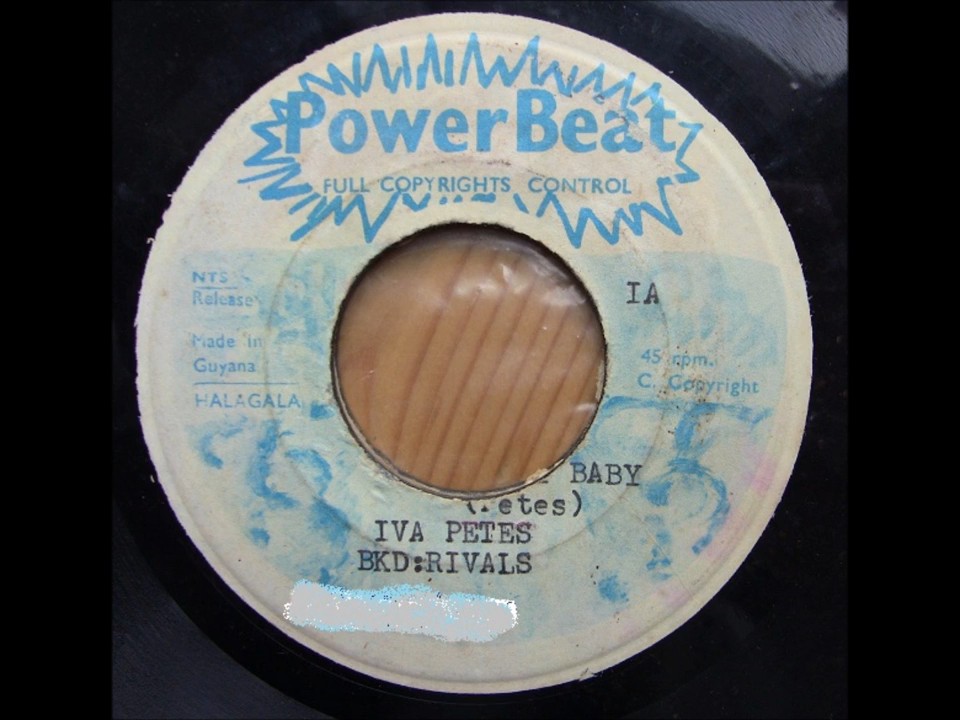 PowerBeat
FULL COPYRIGHTS CONTROL
NTS
Release
Made in
Guyana
HALAGALA
IA
45 rpm.
C. Copyright
BABY
IVA PETES
BKD:RIVALS